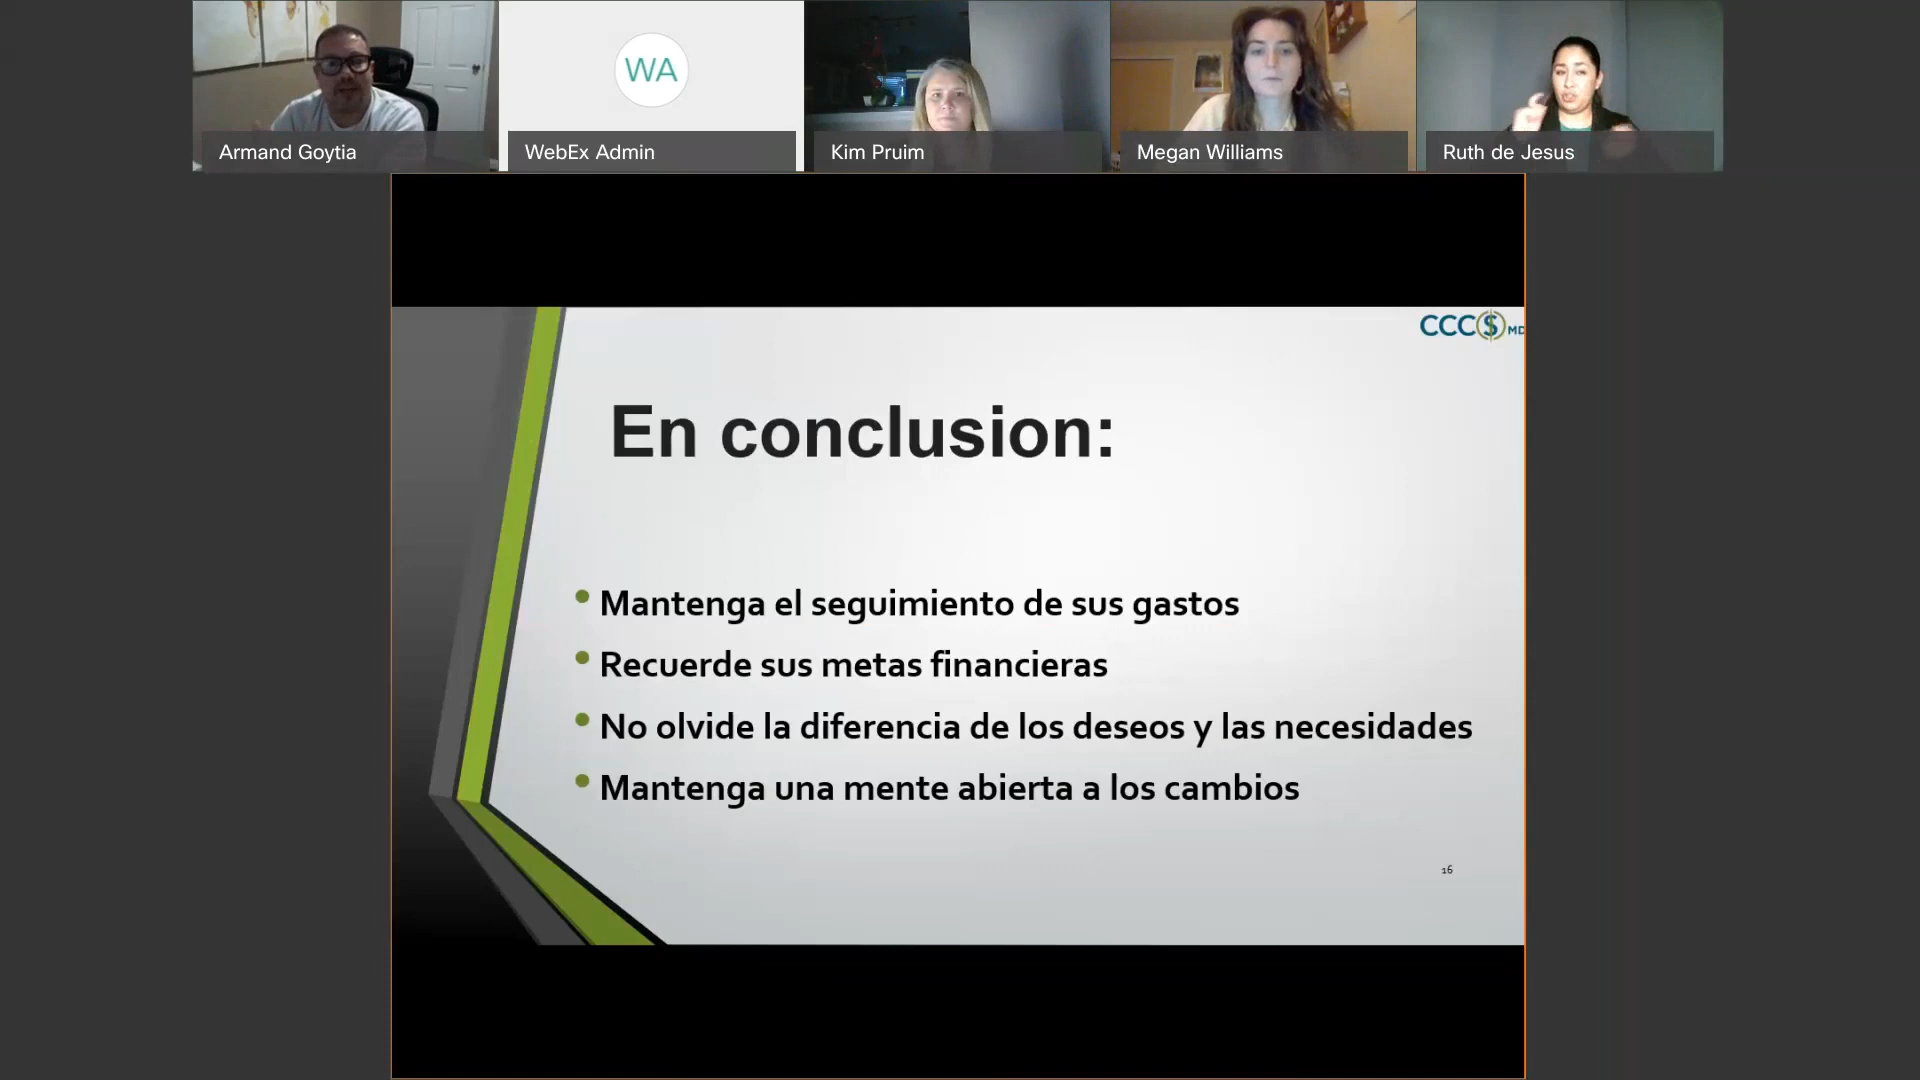 WA
Armand Goytia
WebEx Admin
Kim Pruim
Megan Williams
Ruth de Jesus
CCCS MD
En conclusion:
• Mantenga el seguimiento de sus gastos
• Recuerde sus metas financieras
• No olvide la diferencia de los deseos y las necesidades
• Mantenga una mente abierta a los cambios
16